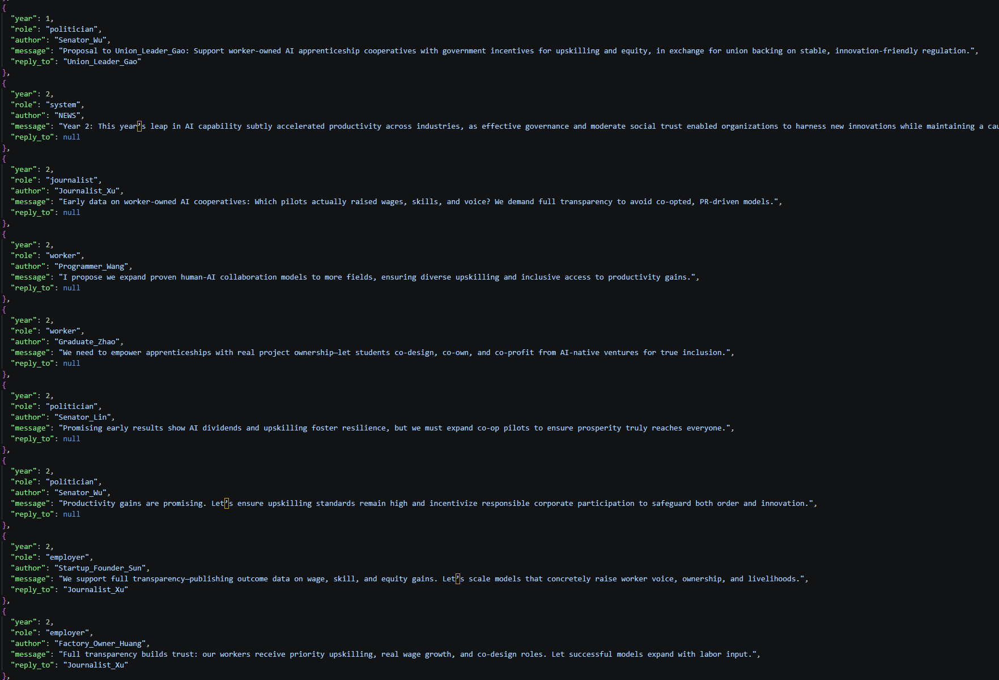 },
{
"year": 1,
"role": "politician",
"author": "Senator_Wu",
"message": "Proposal to Union_Leader_Gao: Support worker-owned AI apprenticeship cooperatives with government incentives for upskilling and equity, in exchange for union backing on stable, innovation-friendly regulation.",
"reply_to": "Union_Leader_Gao"
},
{
"year": 2,
"role": "system",
"author": "NEWS",
"message": "Year 2: This year’s leap in AI capability subtly accelerated productivity across industries, as effective governance and moderate social trust enabled organizations to harness new innovations while maintaining a
"reply_to": null
},
{
"year": 2,
"role": "journalist",
"author": "Journalist_Xu",
"message": "Early data on worker-owned AI cooperatives: Which pilots actually raised wages, skills, and voice? We demand full transparency to avoid co-opted, PR-driven models.",
"reply_to": null
},
{
"year": 2,
"role": "worker",
"author": "Programmer_Wang",
"message": "I propose we expand proven human-AI collaboration models to more fields, ensuring diverse upskilling and inclusive access to productivity gains.",
"reply_to": null
},
{
"year": 2,
"role": "worker",
"author": "Graduate_Zhao",
"message": "We need to empower apprenticeships with real project ownership—let students co-design, co-own, and co-profit from AI-native ventures for true inclusion.",
"reply_to": null
},
{
"year": 2,
"role": "politician",
"author": "Senator_Lin",
"message": "Promising early results show AI dividends and upskilling foster resilience, but we must expand co-op pilots to ensure prosperity truly reaches everyone.",
"reply_to": null
},
{
"year": 2,
"role": "politician",
"author": "Senator_Wu",
"message": "Productivity gains are promising. Let’s ensure upskilling standards remain high and incentivize responsible corporate participation to safeguard both order and innovation.",
"reply_to": null
},
{
"year": 2,
"role": "employer",
"author": "Startup_Founder_Sun",
"message": "We support full transparency—publishing outcome data on wage, skill, and equity gains. Let’s scale models that concretely raise worker voice, ownership, and livelihoods.",
"reply_to": "Journalist_Xu"
},
{
"year": 2,
"role": "employer",
"author": "Factory_Owner_Huang",
"message": "Full transparency builds trust: our workers receive priority upskilling, real wage growth, and co-design roles. Let successful models expand with labor input.",
"reply_to": "Journalist_Xu"
},